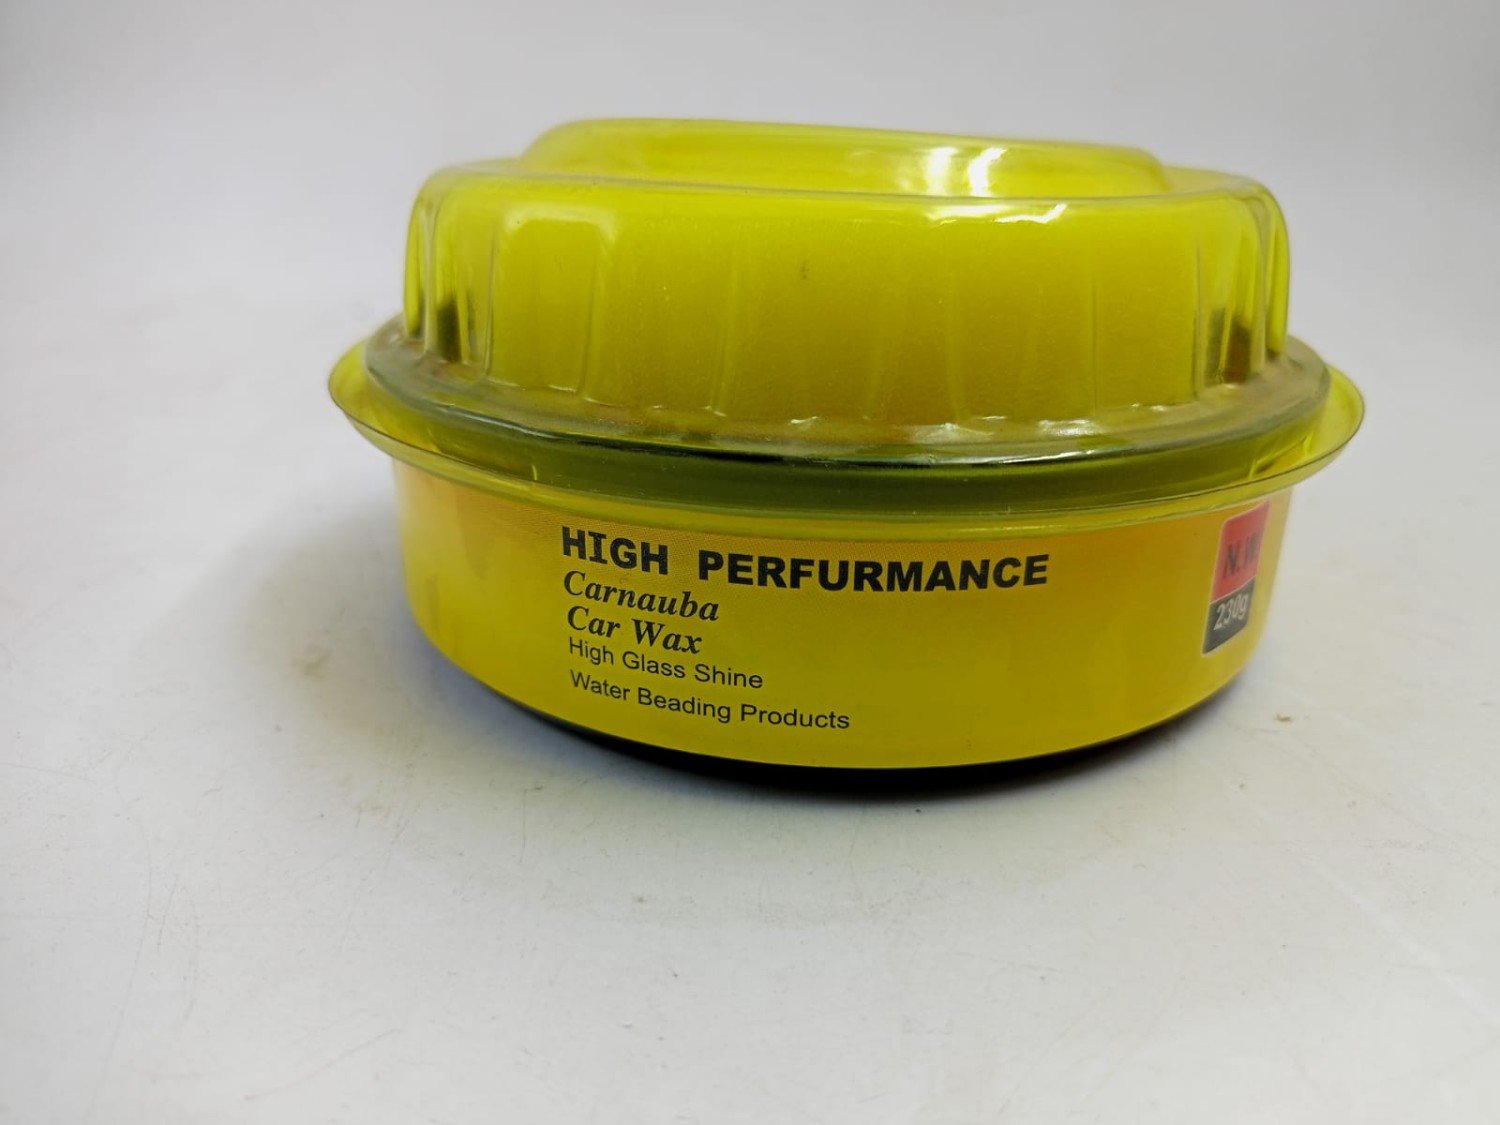 HIGH PERFURMANCE
Carnauba
Car Wax
High Glass Shine
Water Beading Products
N.W
230g